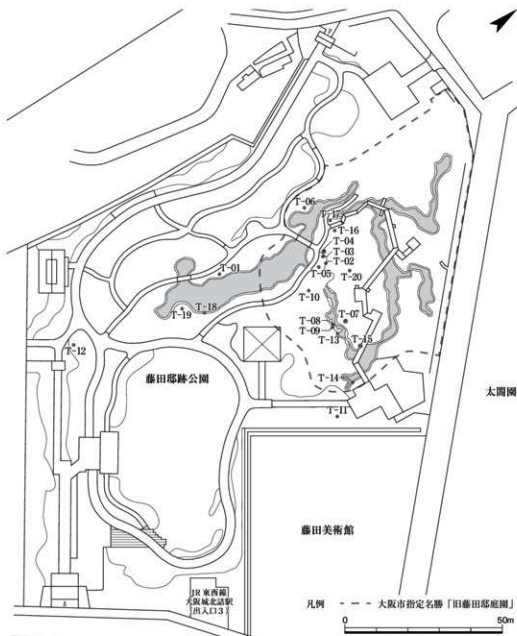 T-06
T-17
T-16
T-04
T-03
T-02
T-05
T-01
T-20
T-10
T-18
T-19
T-08
T-07
T-09
T-13
T-15
T-12
T-14
T-11
藤田邸跡公園
太閤園
藤田美術館
JR 東西線
大阪城北詰駅
(出入口3)
凡例 大阪市指定名勝「旧藤田邸庭園」
0 50m